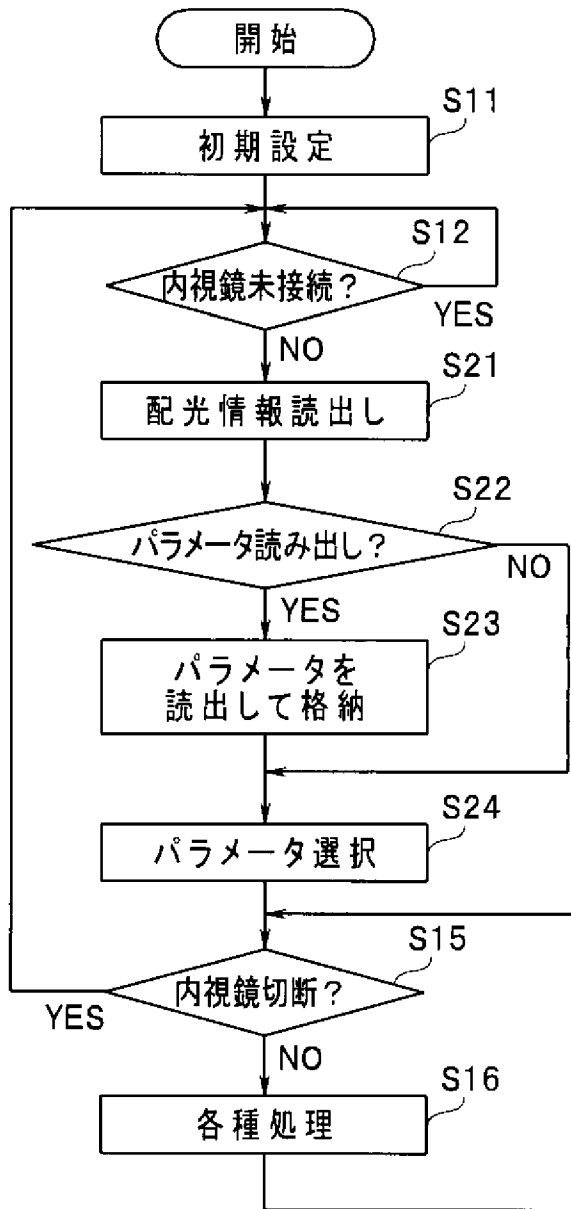 開始
S11
初期設定
S12
内視鏡未接続?
YES
NO
S21
配光情報読出し
S22
パラメータ読み出し?
NO
YES
S23
パラメータを
読出して格納
S24
パラメータ選択
S15
内視鏡切断?
YES
NO
S16
各種処理